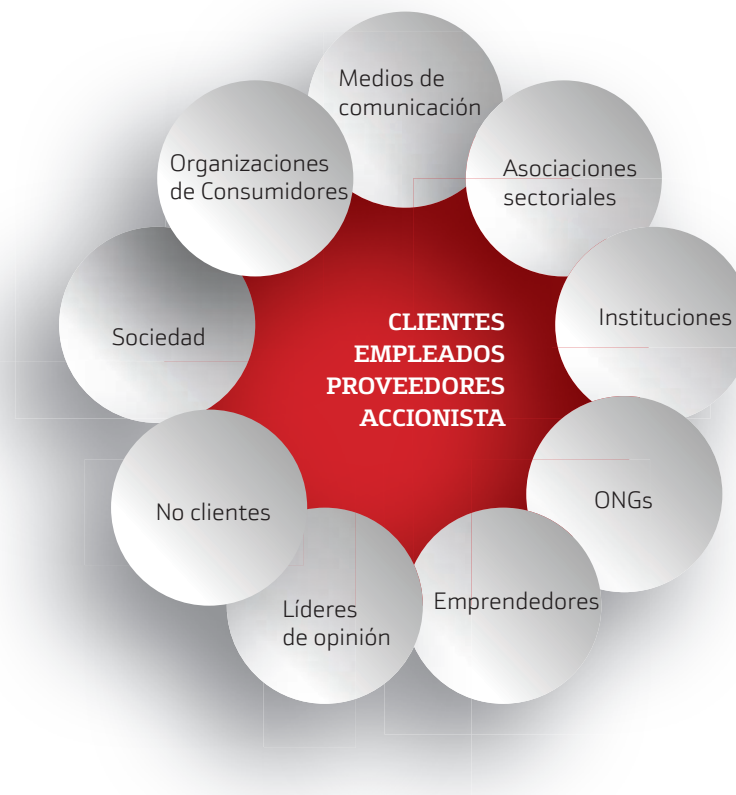 Medios de
comunicación
Organizaciones
de Consumidores
Asociaciones
sectoriales
Sociedad
CLIENTES
EMPLEADOS
PROVEEDORES
ACCIONISTA
Instituciones
No clientes
ONGs
Líderes
de opinión
Emprendedores